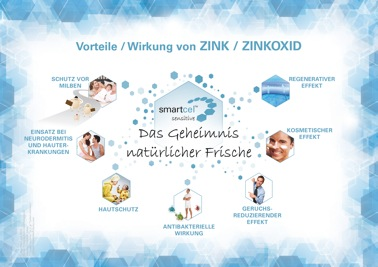 Vorteile / Wirkung von ZINK / ZINKOXID
SCHUTZ VOR
MILBEN
REGENERATIVER
EFFEKT
smartcel™
sensitive
EINSATZ BEI
NEURODERMITIS
UND HAUTER-
KRANKUNGEN
Das Geheimnis
natürlicher Frische
KOSMETISCHER
EFFEKT
HAUTSCHUTZ
ANTIBAKTERIELLE
WIRKUNG
GERUCHS-
REDUZIERENDER
EFFEKT